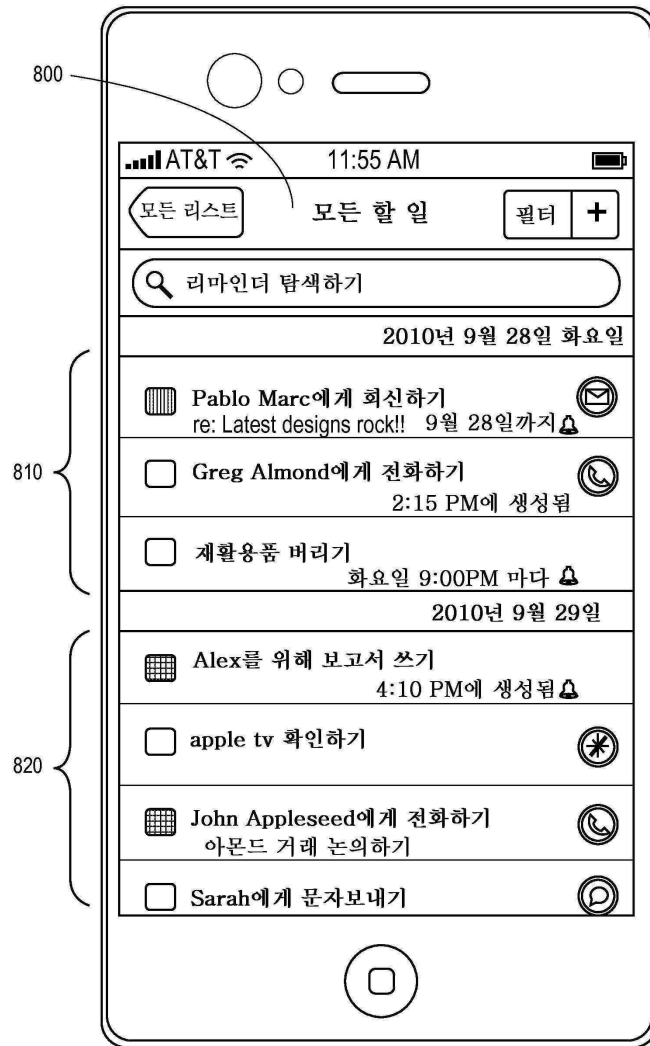 800
AT&T 11:55 AM
모든 리스트 모든 할 일 필터 +
리마인더 탐색하기
2010년 9월 28일 화요일
810
Pablo Marc에게 회신하기
re: Latest designs rock!! 9월 28일까지
Greg Almond에게 전화하기
2:15 PM에 생성됨
재활용품 버리기
화요일 9:00PM 마다
2010년 9월 29일
820
Alex를 위해 보고서 쓰기
4:10 PM에 생성됨
apple tv 확인하기
John Appleseed에게 전화하기
아몬드 거래 논의하기
Sarah에게 문자보내기